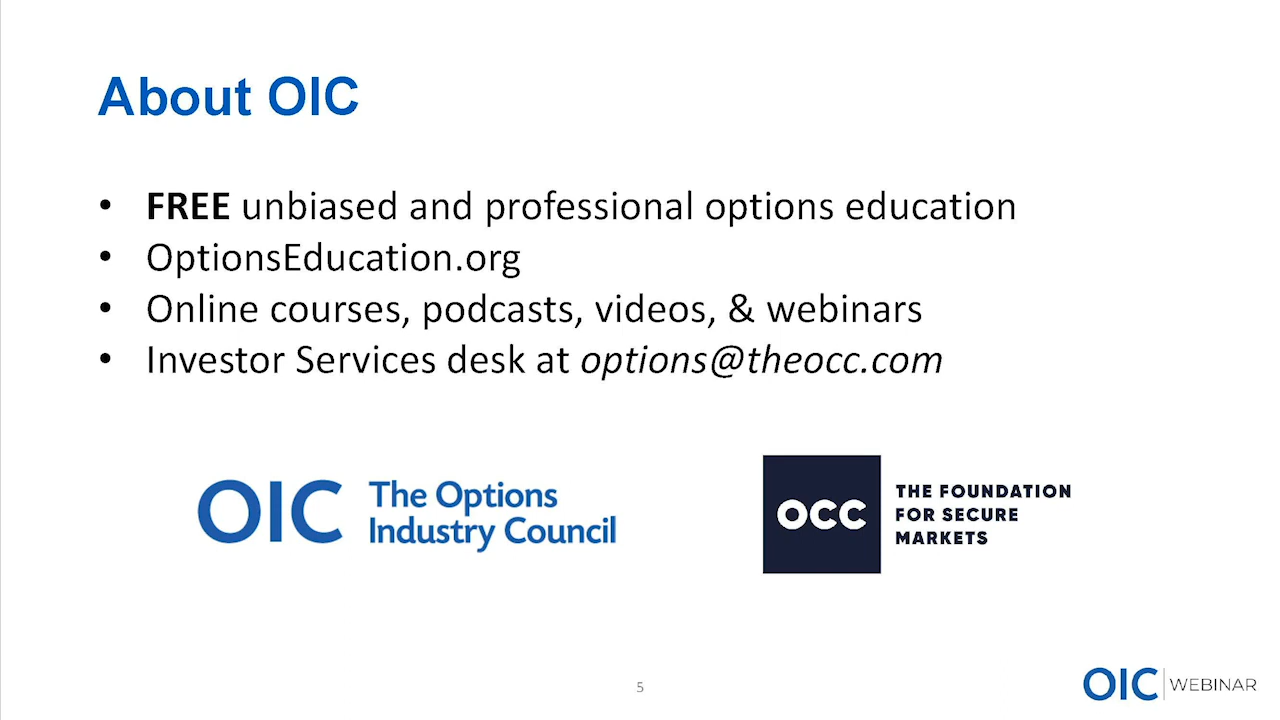 About OIC
• FREE unbiased and professional options education
• OptionsEducation.org
• Online courses, podcasts, videos, & webinars
• Investor Services desk at options@theocc.com
OIC The Options
Industry Council
OCC
THE FOUNDATION
FOR SECURE
MARKETS
5
OIC WEBINAR